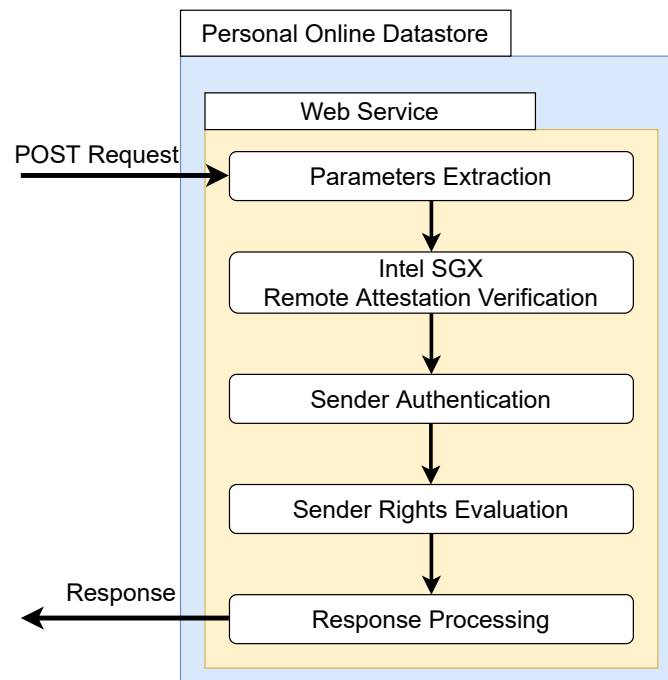 Personal Online Datastore
Web Service
POST Request
Parameters Extraction
Intel SGX
Remote Attestation Verification
Sender Authentication
Sender Rights Evaluation
Response
Response Processing